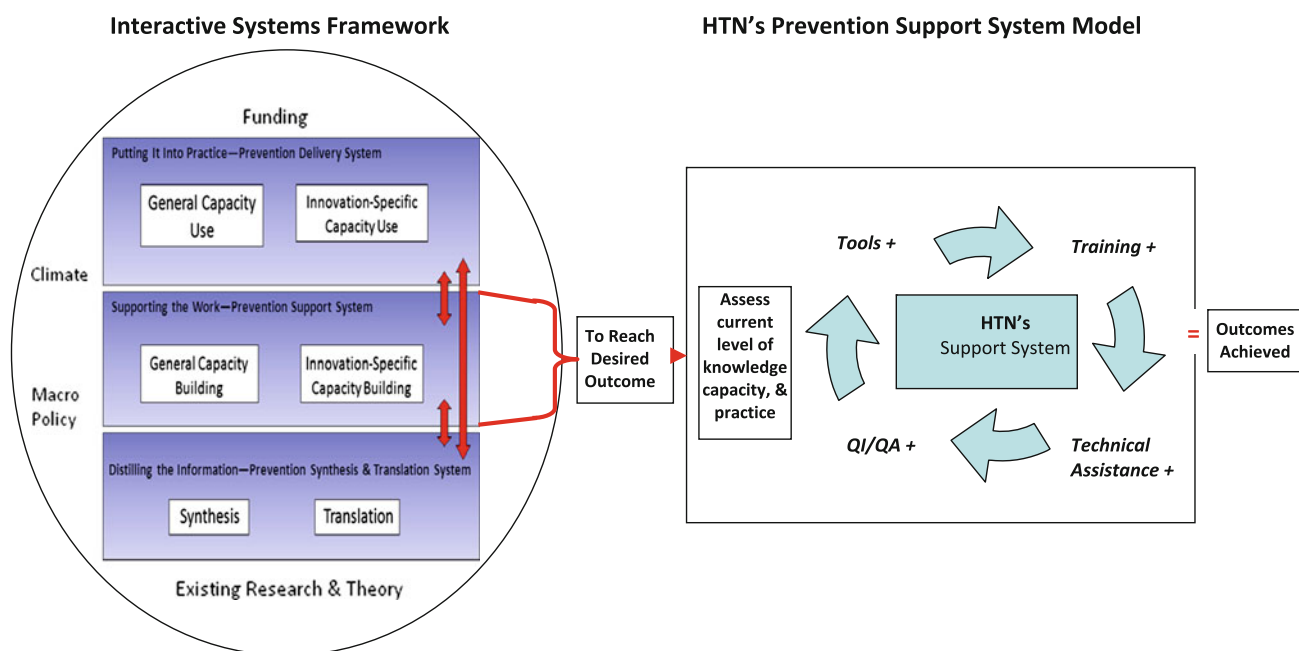 Interactive Systems Framework
Funding
Putting It Into Practice—Prevention Delivery System
General Capacity
Use
Innovation-Specific
Capacity Use
Climate
Supporting the Work—Prevention Support System
General Capacity
Building
Innovation-Specific
Capacity Building
Macro
Policy
Distilling the Information—Prevention Synthesis & Translation System
Synthesis
Translation
Existing Research & Theory
To Reach
Desired
Outcome
HTN's Prevention Support System Model
Assess
current
level of
knowledge
capacity, &
practice
Tools +
Training +
HTN's
Support System
QI/QA +
Technical
Assistance +
=
Outcomes
Achieved